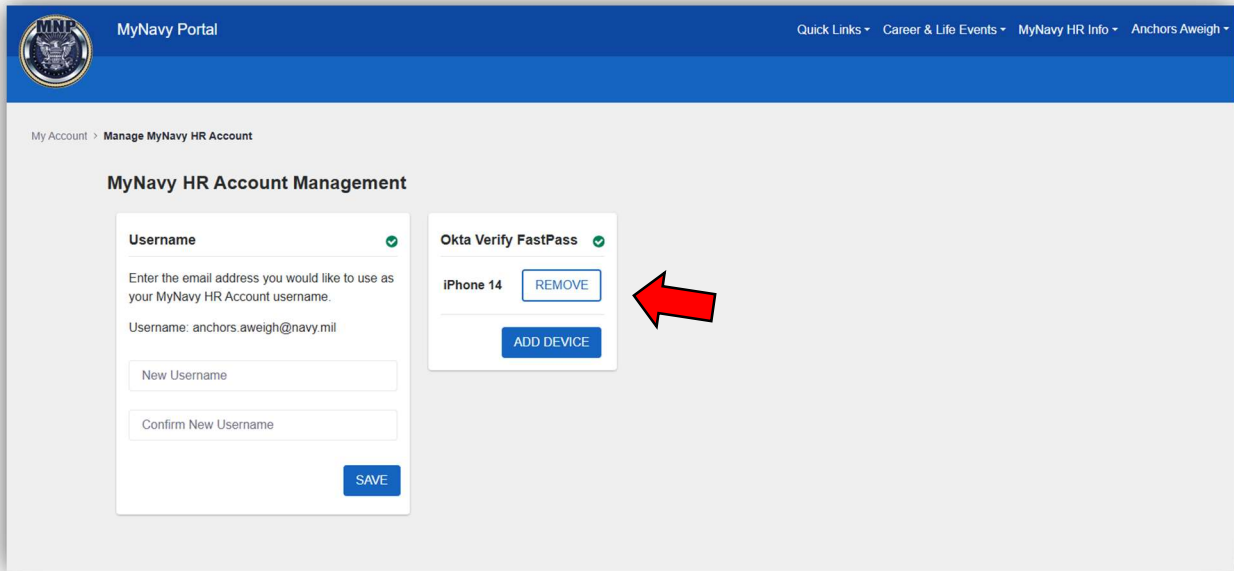 MNP
MyNavy Portal
Quick Links
Career & Life Events
MyNavy HR Info
Anchors Aweigh
My Account > Manage MyNavy HR Account
MyNavy HR Account Management
Username
Enter the email address you would like to use as
your MyNavy HR Account username.
Username: anchors.aweigh@navy.mil
New Username
Confirm New Username
SAVE
Okta Verify FastPass
iPhone 14
REMOVE
ADD DEVICE